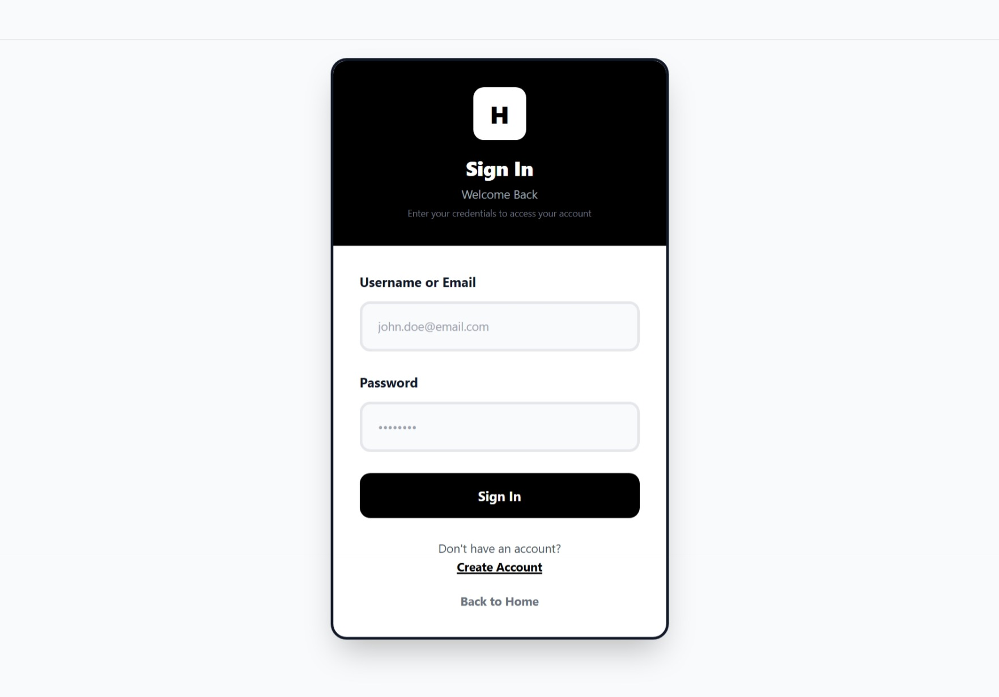 H
Sign In
Welcome Back
Enter your credentials to access your account
Username or Email
john.doe@email.com
Password
••••••••
Sign In
Don't have an account?
Create Account
Back to Home